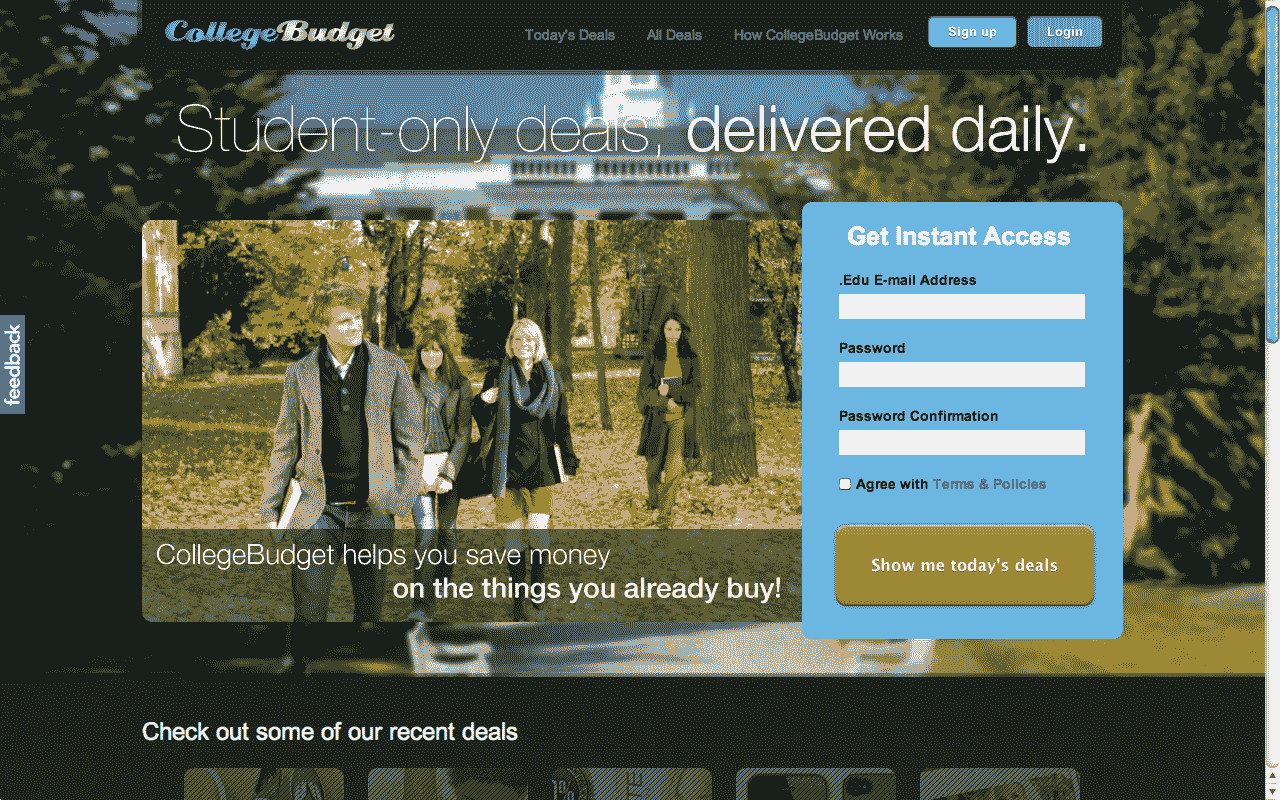 CollegeBudget
Today's Deals
All Deals
How CollegeBudget Works
Sign up
Login
Student-only deals, delivered daily.
Get Instant Access
.Edu E-mail Address
Password
Password Confirmation
Agree with Terms & Policies
Show me today's deals
feedback
CollegeBudget helps you save money
on the things you already buy!
Check out some of our recent deals